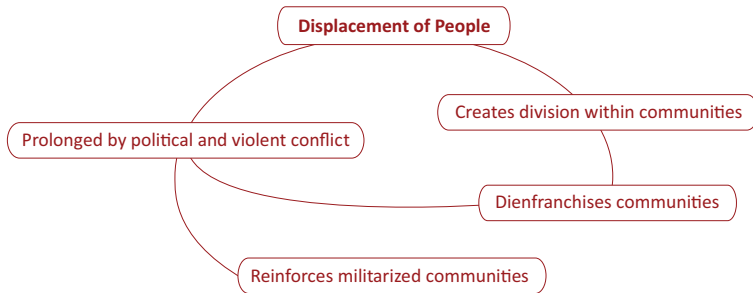 Displacement of People
Creates division within communities
Prolonged by political and violent conflict
Dienfranchises communities
Reinforces militarized communities